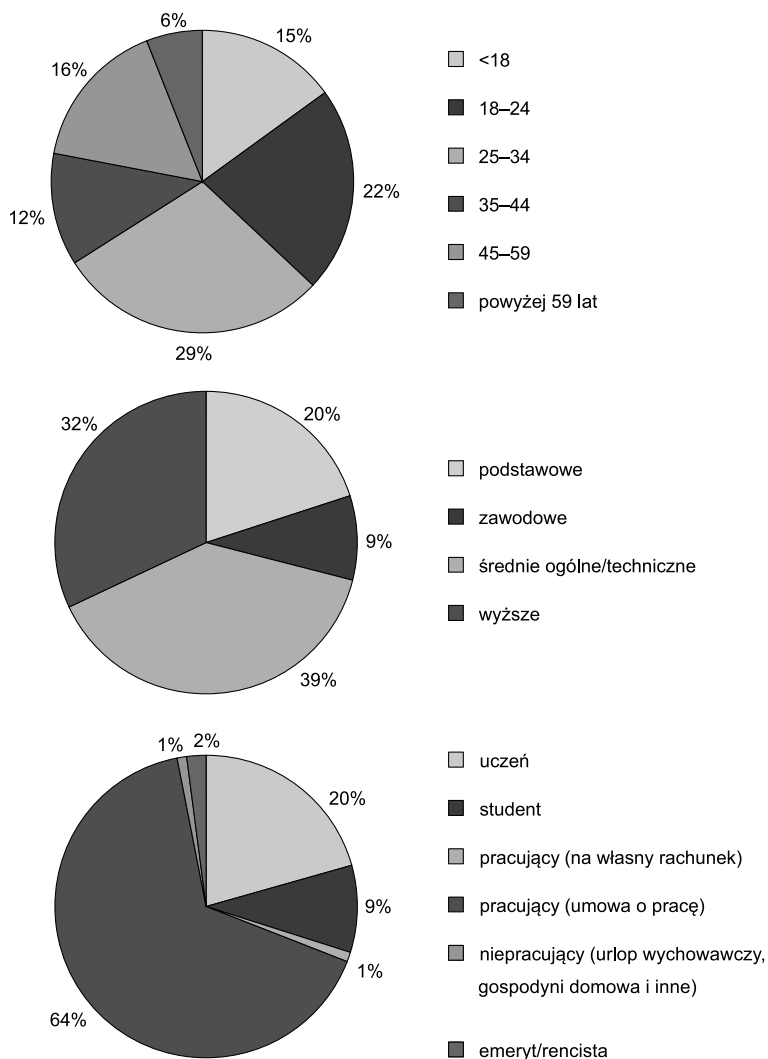 6%
15%
16%
<18
18–24
25–34
22%
12%
35–44
45–59
powyżej 59 lat
29%
32%
20%
podstawowe
zawodowe
9%
średnie ogólne/techniczne
wyższe
39%
1%
2%
uczeń
20%
student
pracujący (na własny rachunek)
9%
pracujący (umowa o pracę)
niepracujący (urlop wychowawczy,
gospodyni domowa i inne)
1%
64%
emeryt/rencista